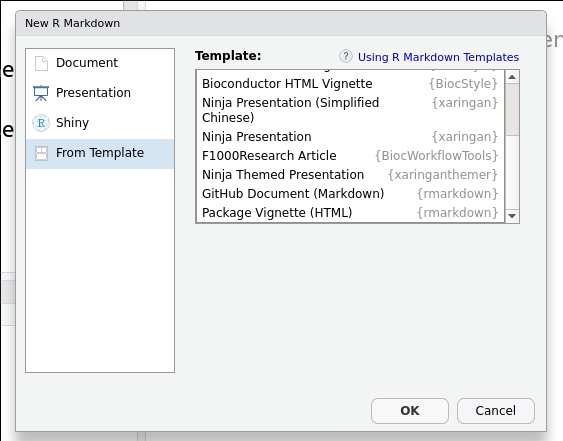 New R Markdown
Document
Presentation
Shiny
From Template
Template:
? Using R Markdown Templates
Bioconductor HTML Vignette {BiocStyle}
Ninja Presentation (Simplified {xaringan}
Chinese)
Ninja Presentation {xaringan}
F1000Research Article {BiocWorkflowTools}
Ninja Themed Presentation {xaringanthemer}
GitHub Document (Markdown) {rmarkdown}
Package Vignette (HTML) {rmarkdown}
OK Cancel